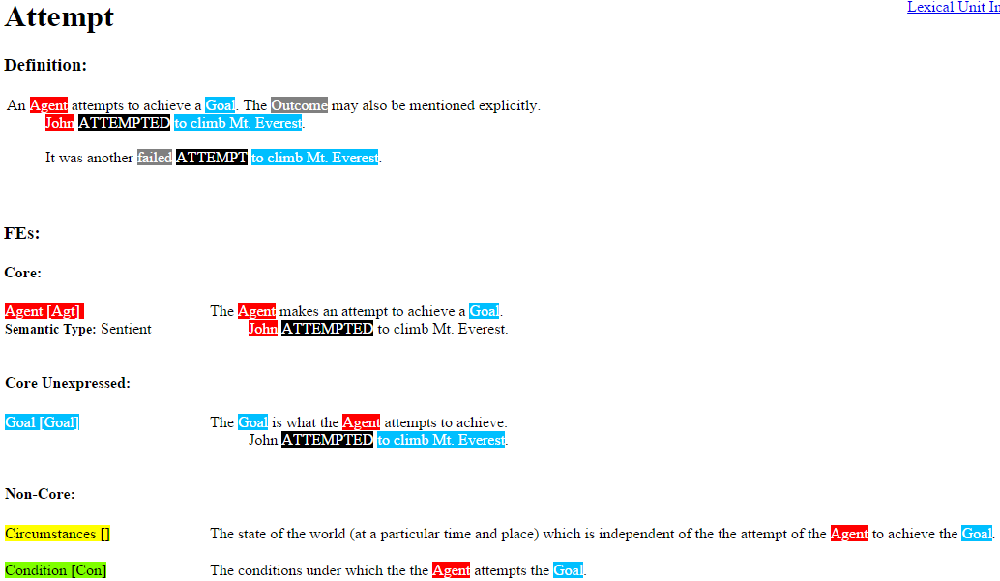 Attempt
Lexical Unit In
Definition:
An Agent attempts to achieve a Goal. The Outcome may also be mentioned explicitly.
John ATTEMPTED to climb Mt. Everest.
It was another failed ATTEMPT to climb Mt. Everest.
FEs:
Core:
Agent [Agt] The Agent makes an attempt to achieve a Goal.
Semantic Type: Sentient John ATTEMPTED to climb Mt. Everest.
Core Unexpressed:
Goal [Goal] The Goal is what the Agent attempts to achieve.
John ATTEMPTED to climb Mt. Everest.
Non-Core:
Circumstances [] The state of the world (at a particular time and place) which is independent of the the attempt of the Agent to achieve the Goal.
Condition [Con] The conditions under which the the Agent attempts the Goal.